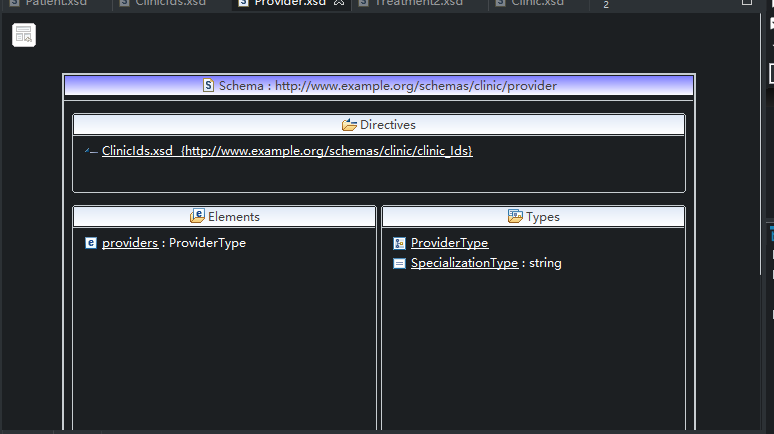 Patient.xsd ClinicIds.xsd Provider.xsd Treatment2.xsd Clinic.xsd 2
Schema : http://www.example.org/schemas/clinic/provider
Directives
ClinicIds.xsd {http://www.example.org/schemas/clinic/clinic_Ids}
Elements
Types
providers : ProviderType
ProviderType
SpecializationType : string